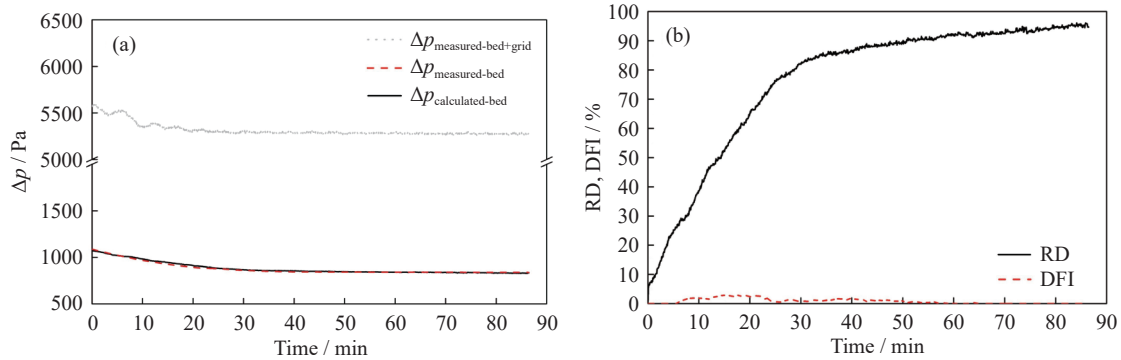 (a)
Δp measured-bed+grid
Δp measured-bed
Δp calculated-bed
6500
6000
5500
5000
1500
1000
500
Δp / Pa
0 10 20 30 40 50 60 70 80 90
Time / min
(b)
100
90
80
70
60
50
40
30
20
10
0
RD, DFI / %
RD
DFI
0 10 20 30 40 50 60 70 80 90
Time / min